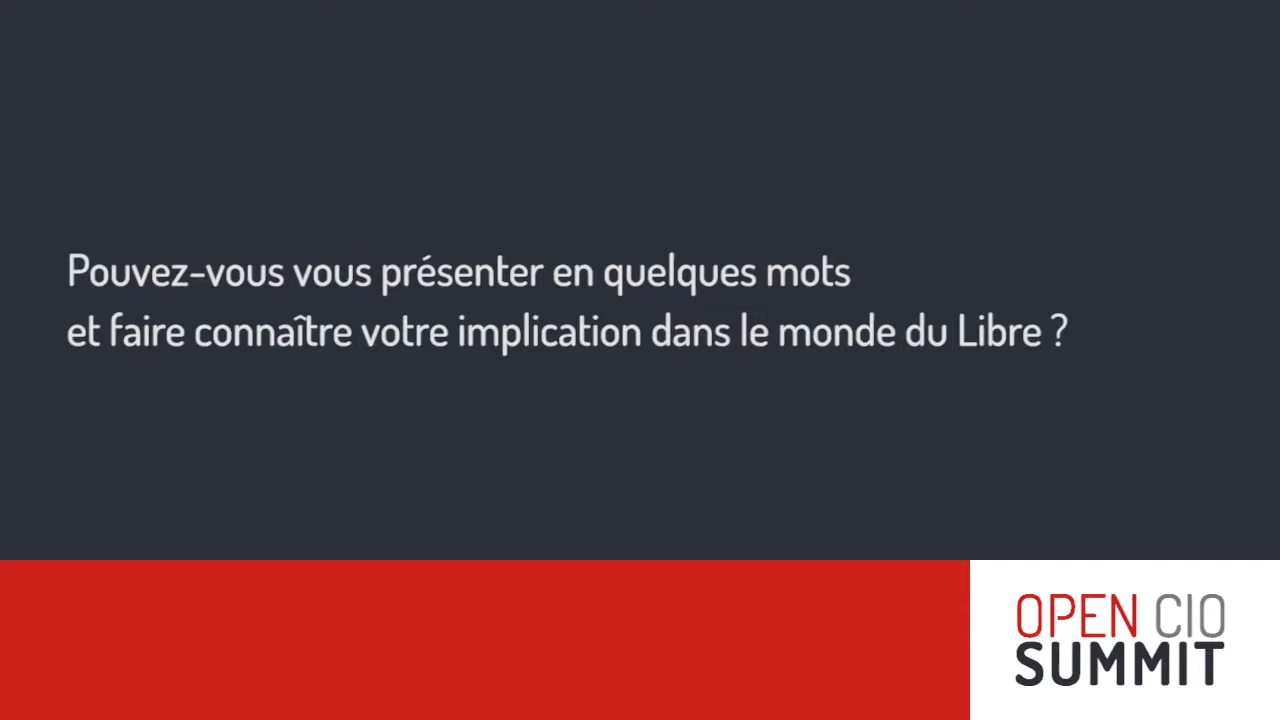 Pouvez-vous vous présenter en quelques mots
et faire connaître votre implication dans le monde du Libre ?
OPEN CIO
SUMMIT